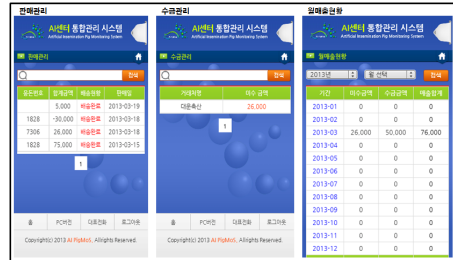 판매관리
AI센터 통합관리 시스템
Artificial Insemination Pig Monitoring System
판매관리
검색
합계금액 배송현황 판매일
5,000 배송완료 2013-03-19
1828 -30,000 배송완료 2013-03-18
7306 26,000 배송완료 2013-03-18
1828 75,000 배송완료 2013-03-15
1
홈 PC버전 대표전화 로그아웃
Copyright(c) 2013 AI PigMoS, Allrights Reserved.
수금관리
AI센터 통합관리 시스템
Artificial Insemination Pig Monitoring System
수금관리
검색
거래처명 미수 금액
대문축산 26,000
1
홈 PC버전 대표전화 로그아웃
Copyright(c) 2013 AI PigMoS, Allrights Reserved.
월매출현황
AI센터 통합관리 시스템
Artificial Insemination Pig Monitoring System
월매출현황
2013년 월 선택 검색
기간 미수금액 수금금액 매출합계
2013-01 0 0 0
2013-02 0 0 0
2013-03 26,000 50,000 76,000
2013-04 0 0 0
2013-05 0 0 0
2013-06 0 0 0
2013-07 0 0 0
2013-08 0 0 0
2013-09 0 0 0
2013-10 0 0 0
2013-11 0 0 0
2013-12 0 0 0